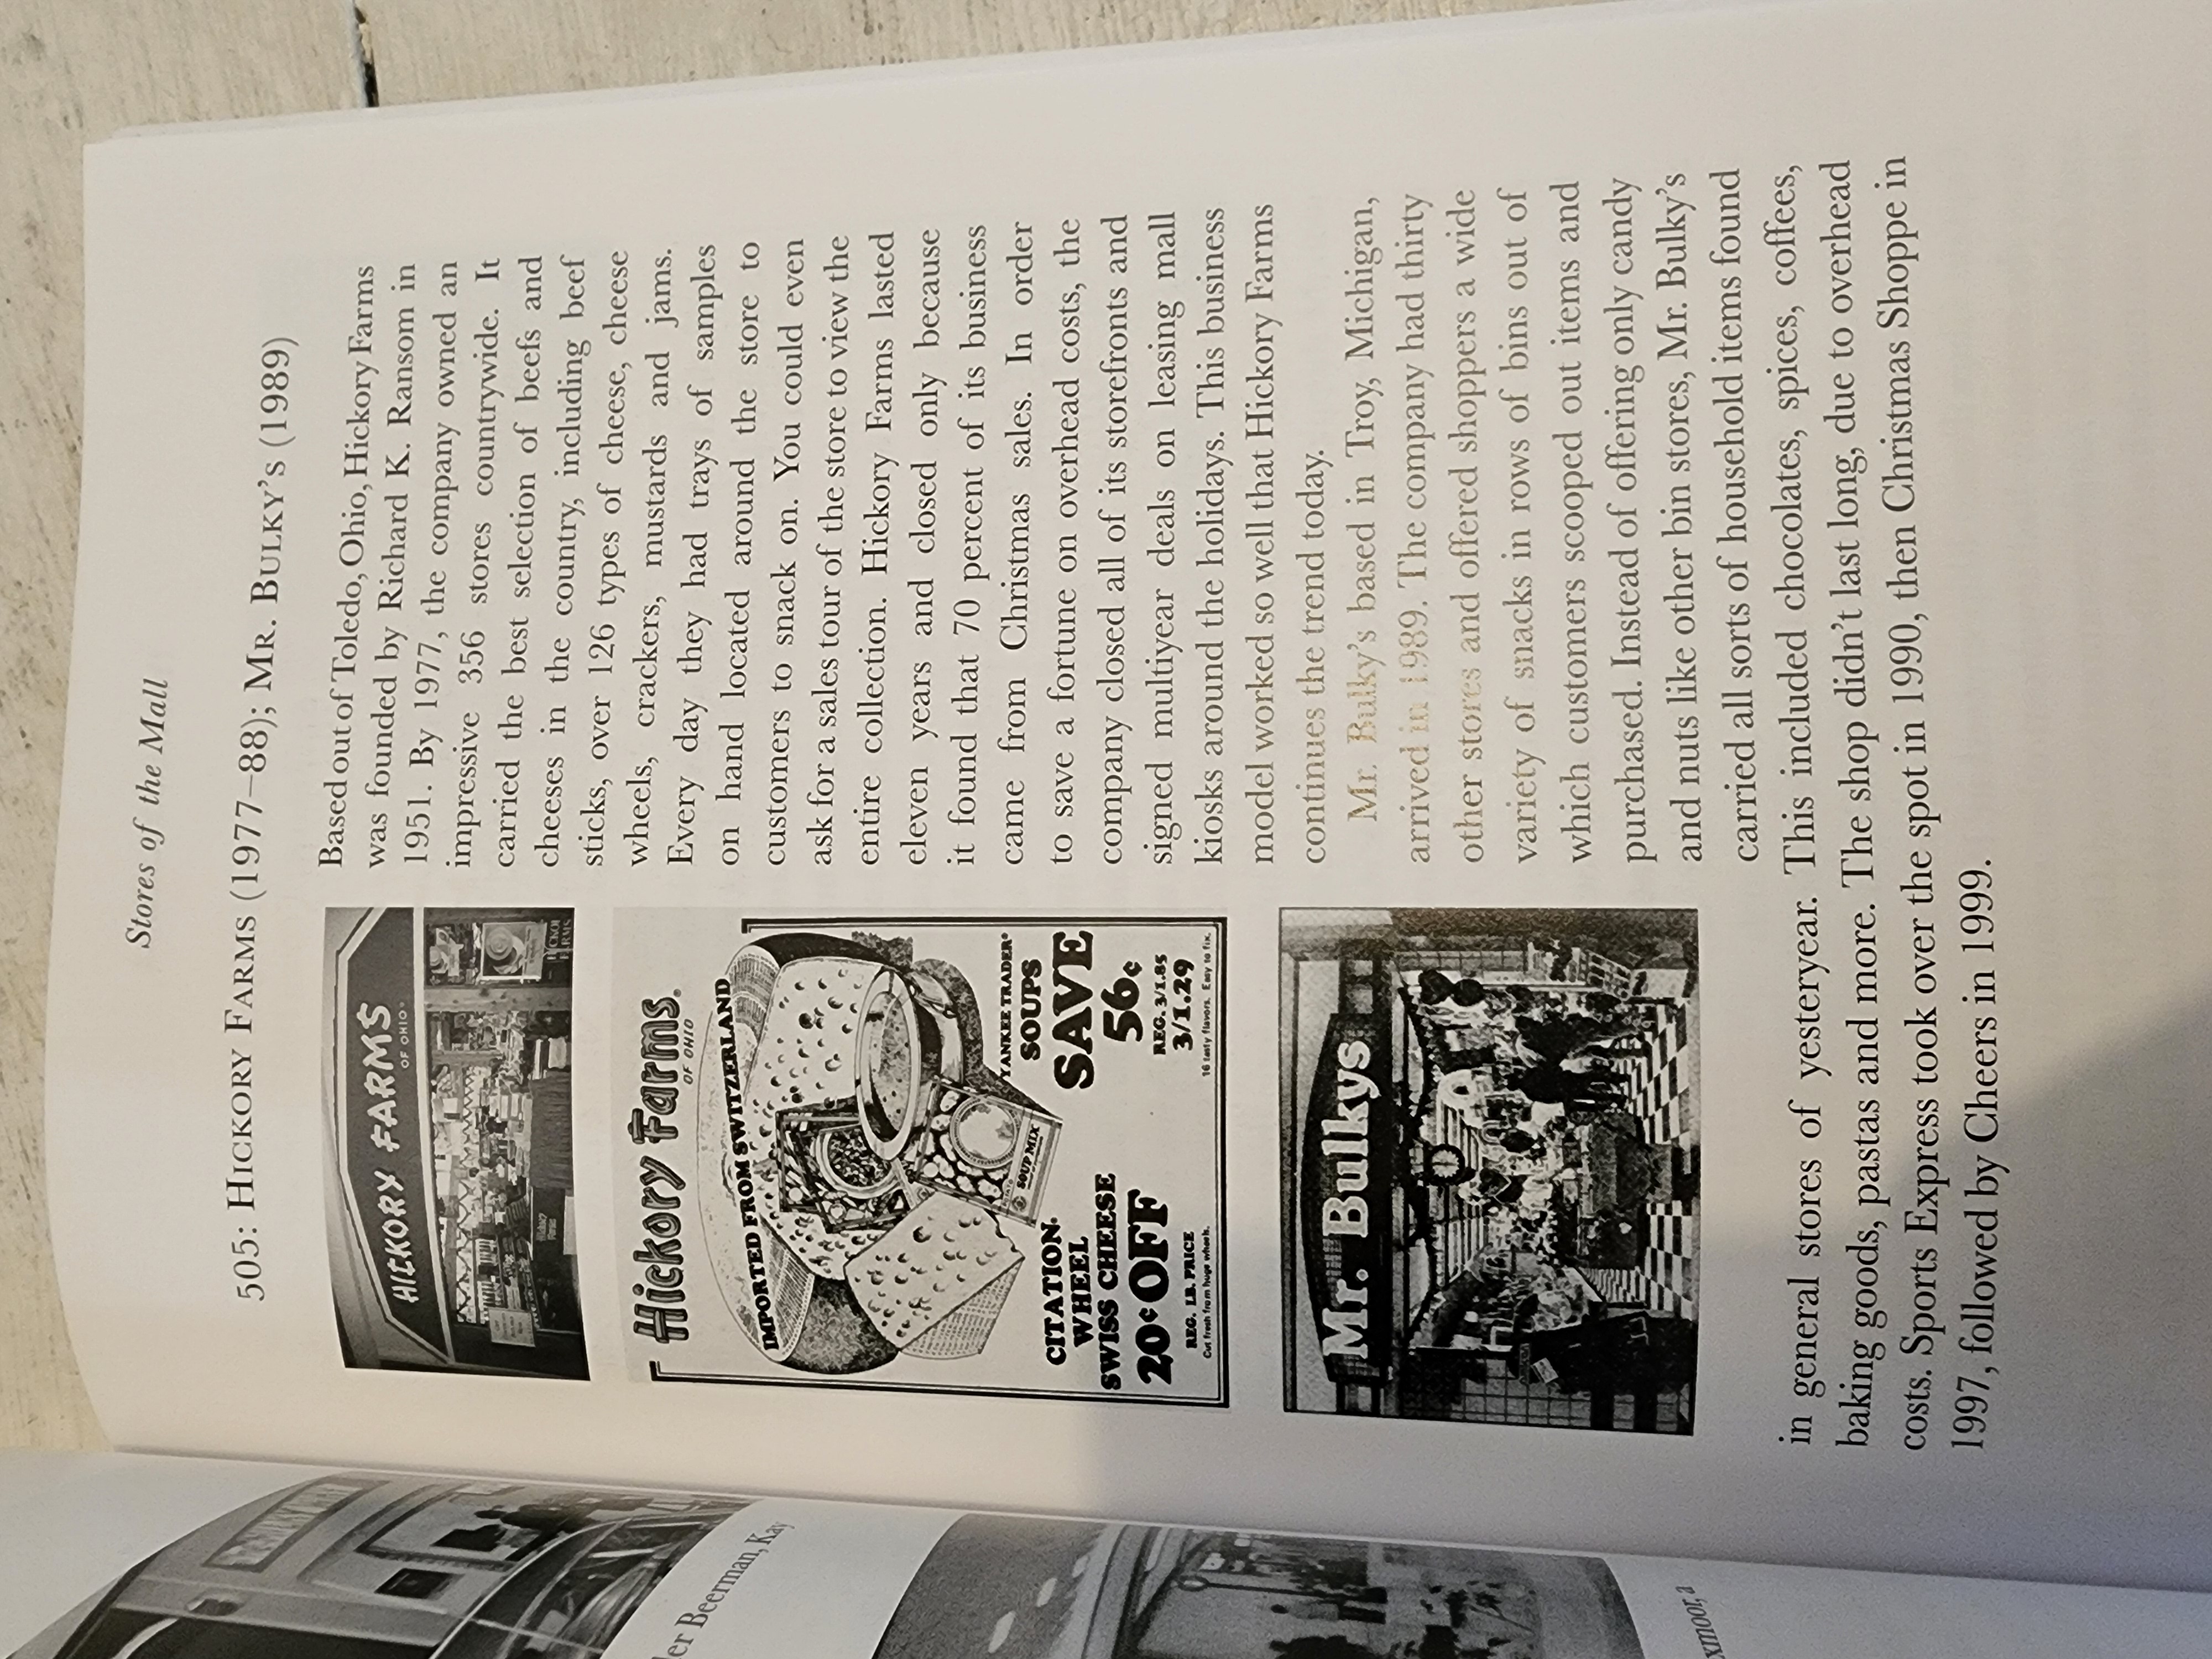 Stores of the Mall
505: Hickory Farms (1977–88); Mr. Bulky's (1989)
HICKORY FARMS
OF OHIO
Hickory Farms
OF OHIO
IMPORTED FROM SWITZERLAND
CITATION
WHEEL
SWISS CHEESE
20¢ OFF
REG. LB. PRICE
Cut fresh from huge wheels.
SOUP MIX
YANKEE TRADER®
SOUPS
SAVE
56¢
REG. 3/1.85
3/1.29
16 tasty flavors. Easy to fix.
Mr. Bulkys
Based out of Toledo, Ohio, Hickory Farms
was founded by Richard K. Ransom in
1951. By 1977, the company owned an
impressive 356 stores countrywide. It
carried the best selection of beefs and
cheeses in the country, including beef
sticks, over 126 types of cheese, cheese
wheels, crackers, mustards and jams.
Every day they had trays of samples
on hand located around the store to
customers to snack on. You could even
ask for a sales tour of the store to view the
entire collection. Hickory Farms lasted
eleven years and closed only because
it found that 70 percent of its business
came from Christmas sales. In order
to save a fortune on overhead costs, the
company closed all of its storefronts and
signed multiyear deals on leasing mall
kiosks around the holidays. This business
model worked so well that Hickory Farms
continues the trend today.
Mr. Bulky's based in Troy, Michigan,
arrived in 1989. The company had thirty
other stores and offered shoppers a wide
variety of snacks in rows of bins out of
which customers scooped out items and
purchased. Instead of offering only candy
and nuts like other bin stores, Mr. Bulky's
carried all sorts of household items found
in general stores of yesteryear. This included chocolates, spices, coffees,
baking goods, pastas and more. The shop didn't last long, due to overhead
costs. Sports Express took over the spot in 1990, then Christmas Shoppe in
1997, followed by Cheers in 1999.
Beerman, Kay